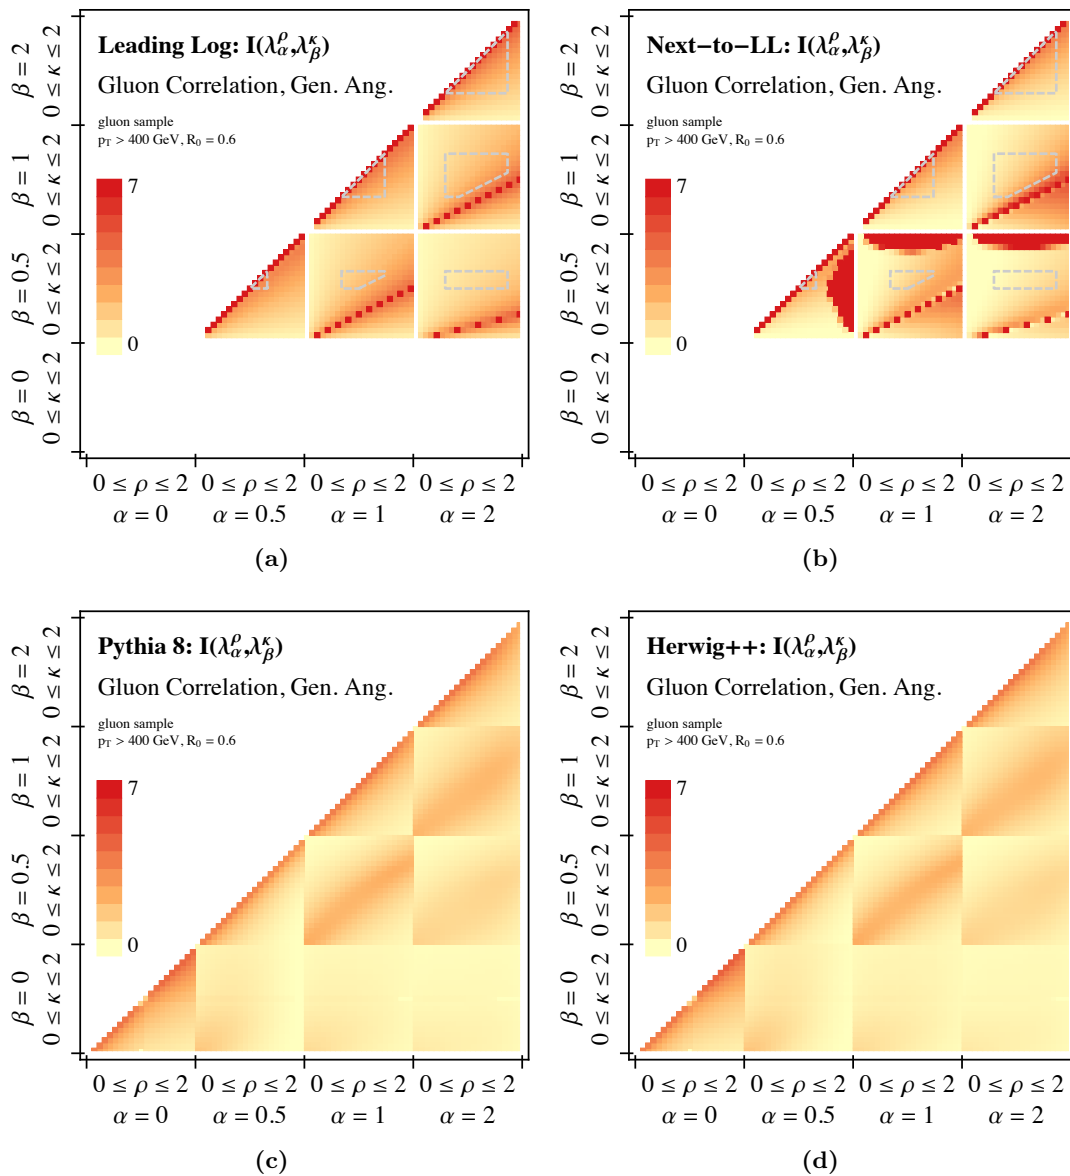 Leading Log: I(λ_α^ρ,λ_β^κ)
Gluon Correlation, Gen. Ang.
gluon sample
p_T > 400 GeV, R_0 = 0.6
7
0
β = 2
0 ≤ κ ≤ 2
β = 1
0 ≤ κ ≤ 2
β = 0.5
0 ≤ κ ≤ 2
β = 0
0 ≤ κ ≤ 2
0 ≤ ρ ≤ 2 0 ≤ ρ ≤ 2 0 ≤ ρ ≤ 2 0 ≤ ρ ≤ 2
α = 0 α = 0.5 α = 1 α = 2
(a)
Next−to−LL: I(λ_α^ρ,λ_β^κ)
Gluon Correlation, Gen. Ang.
gluon sample
p_T > 400 GeV, R_0 = 0.6
7
0
β = 2
0 ≤ κ ≤ 2
β = 1
0 ≤ κ ≤ 2
β = 0.5
0 ≤ κ ≤ 2
β = 0
0 ≤ κ ≤ 2
0 ≤ ρ ≤ 2 0 ≤ ρ ≤ 2 0 ≤ ρ ≤ 2 0 ≤ ρ ≤ 2
α = 0 α = 0.5 α = 1 α = 2
(b)
Pythia 8: I(λ_α^ρ,λ_β^κ)
Gluon Correlation, Gen. Ang.
gluon sample
p_T > 400 GeV, R_0 = 0.6
7
0
β = 2
0 ≤ κ ≤ 2
β = 1
0 ≤ κ ≤ 2
β = 0.5
0 ≤ κ ≤ 2
β = 0
0 ≤ κ ≤ 2
0 ≤ ρ ≤ 2 0 ≤ ρ ≤ 2 0 ≤ ρ ≤ 2 0 ≤ ρ ≤ 2
α = 0 α = 0.5 α = 1 α = 2
(c)
Herwig++: I(λ_α^ρ,λ_β^κ)
Gluon Correlation, Gen. Ang.
gluon sample
p_T > 400 GeV, R_0 = 0.6
7
0
β = 2
0 ≤ κ ≤ 2
β = 1
0 ≤ κ ≤ 2
β = 0.5
0 ≤ κ ≤ 2
β = 0
0 ≤ κ ≤ 2
0 ≤ ρ ≤ 2 0 ≤ ρ ≤ 2 0 ≤ ρ ≤ 2 0 ≤ ρ ≤ 2
α = 0 α = 0.5 α = 1 α = 2
(d)